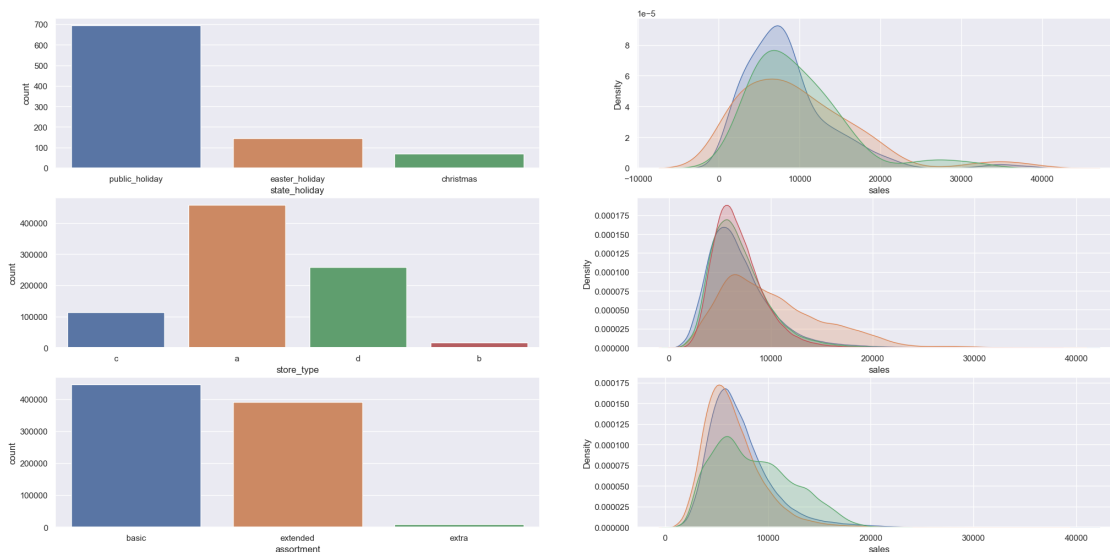 700
600
500
400
300
200
100
0
count
public_holiday easter_holiday christmas
state_holiday
1e−5
8
6
4
2
0
Density
−10000 0 10000 20000 30000 40000
sales
400000
300000
200000
100000
0
count
c a d b
store_type
0.000175
0.000150
0.000125
0.000100
0.000075
0.000050
0.000025
0.000000
Density
0 10000 20000 30000 40000
sales
400000
300000
200000
100000
0
count
basic extended extra
assortment
0.000175
0.000150
0.000125
0.000100
0.000075
0.000050
0.000025
0.000000
Density
0 10000 20000 30000 40000
sales